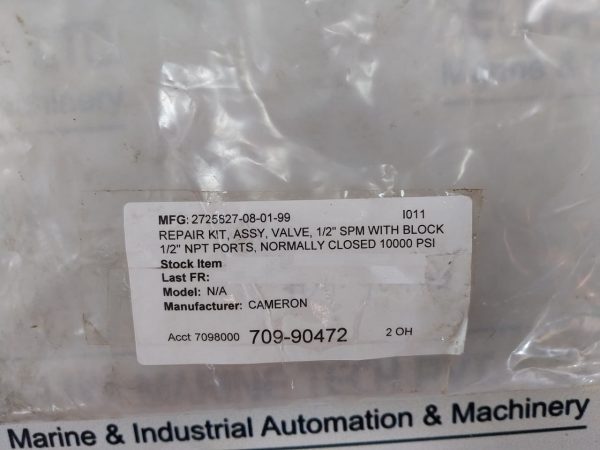 MFG: 2725827-08-01-99 I011
REPAIR KIT, ASSY, VALVE, 1/2" SPM WITH BLOCK
1/2" NPT PORTS, NORMALLY CLOSED 10000 PSI
Stock Item
Last FR:
Model: N/A
Manufacturer: CAMERON
Acct 7098000 709-90472 2 OH
Marine & Industrial Automation & Machinery